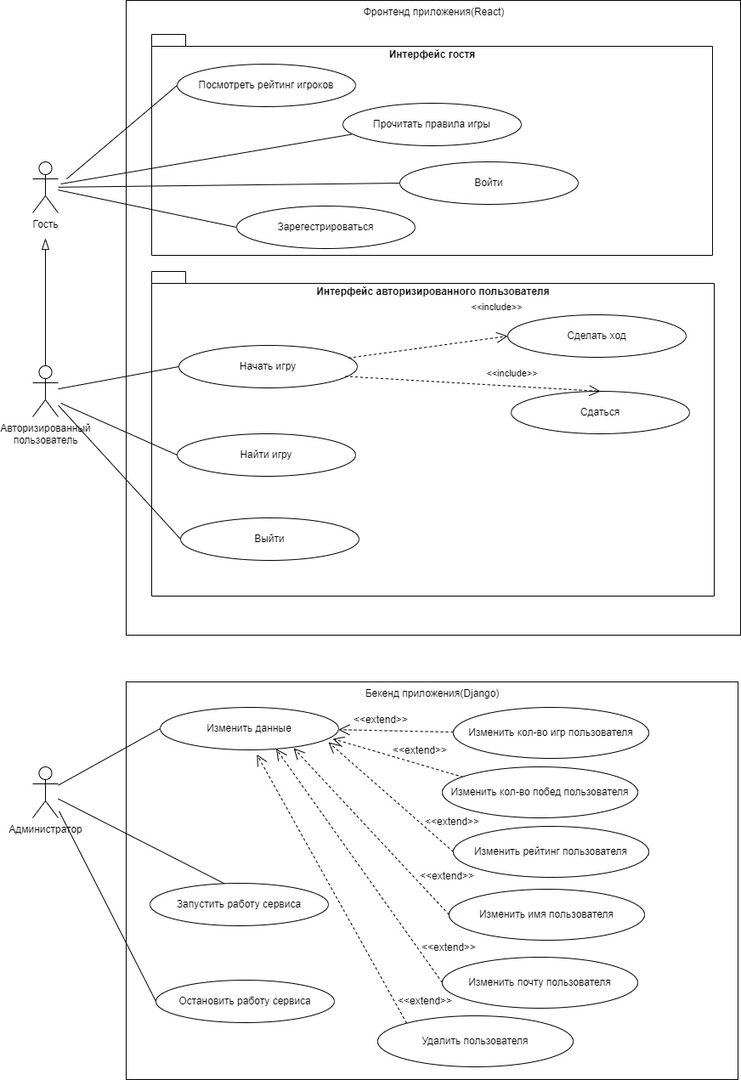 Фронтенд приложения(React)
Интерфейс гостя
Посмотреть рейтинг игроков
Прочитать правила игры
Войти
Зарегестрироваться
Гость
Интерфейс авторизированного пользователя
<<include>>
Сделать ход
Начать игру
<<include>>
Сдаться
Авторизированный
пользователь
Найти игру
Выйти
Бекенд приложения(Django)
Изменить данные
<<extend>>
Изменить кол-во игр пользователя
<<extend>>
Изменить кол-во побед пользователя
Администратор
<<extend>>
Изменить рейтинг пользователя
<<extend>>
Запустить работу сервиса
Изменить имя пользователя
<<extend>>
Изменить почту пользователя
Остановить работу сервиса
<<extend>>
Удалить пользователя